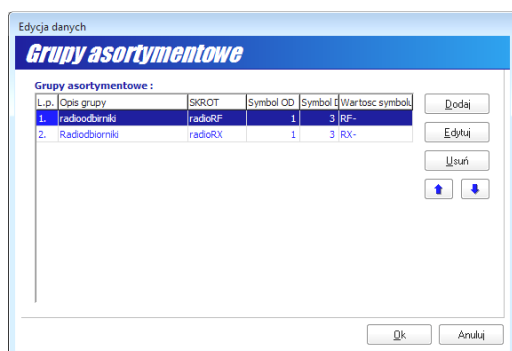 Edycja danych
Grupy asortymentowe
Grupy asortymentowe :
L.p. Opis grupy SKROT Symbol OD Symbol D Wartosc symbolu
1. radioodbirniki radioRF 1 3 RF-
2. Radiodbiorniki radioRX 1 3 RX-
Dodaj
Edytuj
Usuń
Ok Anuluj